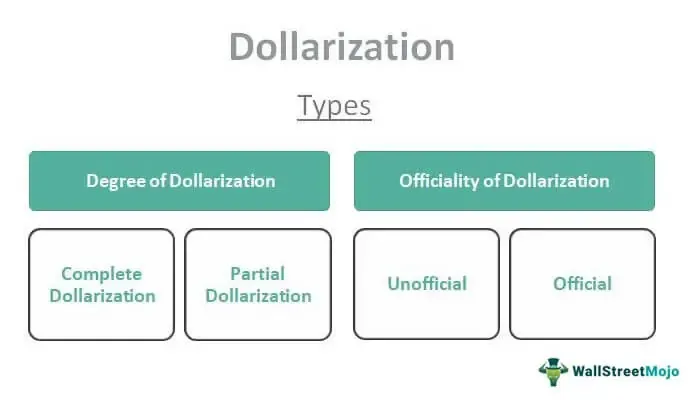 Dollarization
Types
Degree of Dollarization
Officiality of Dollarization
Complete
Dollarization
Partial
Dollarization
Unofficial
Official
WallStreetMojo